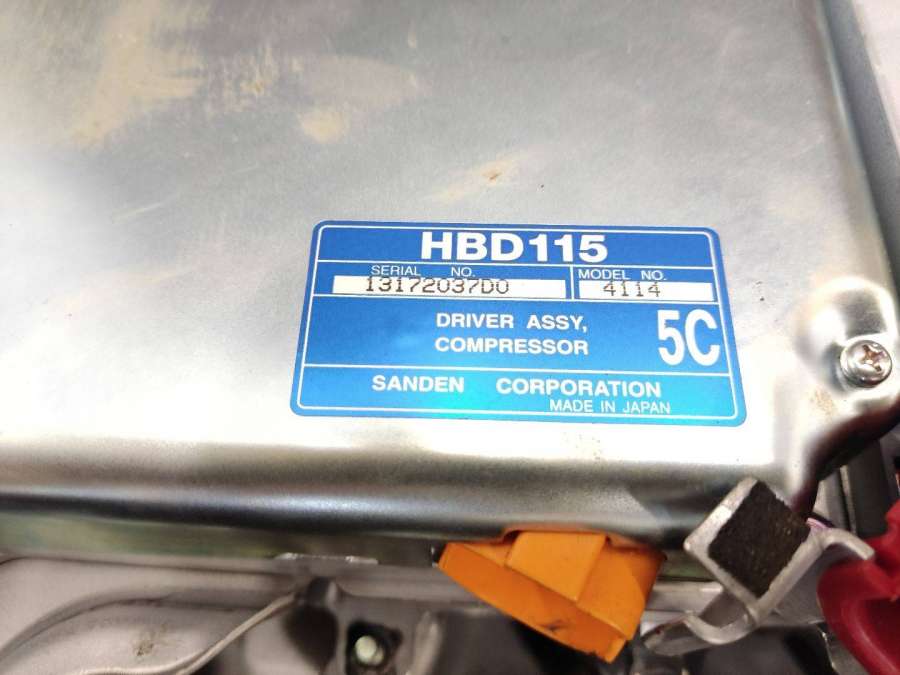 HBD115
SERIAL NO. MODEL NO.
13172037D0 4114
DRIVER ASSY,
COMPRESSOR 5C
SANDEN CORPORATION
MADE IN JAPAN